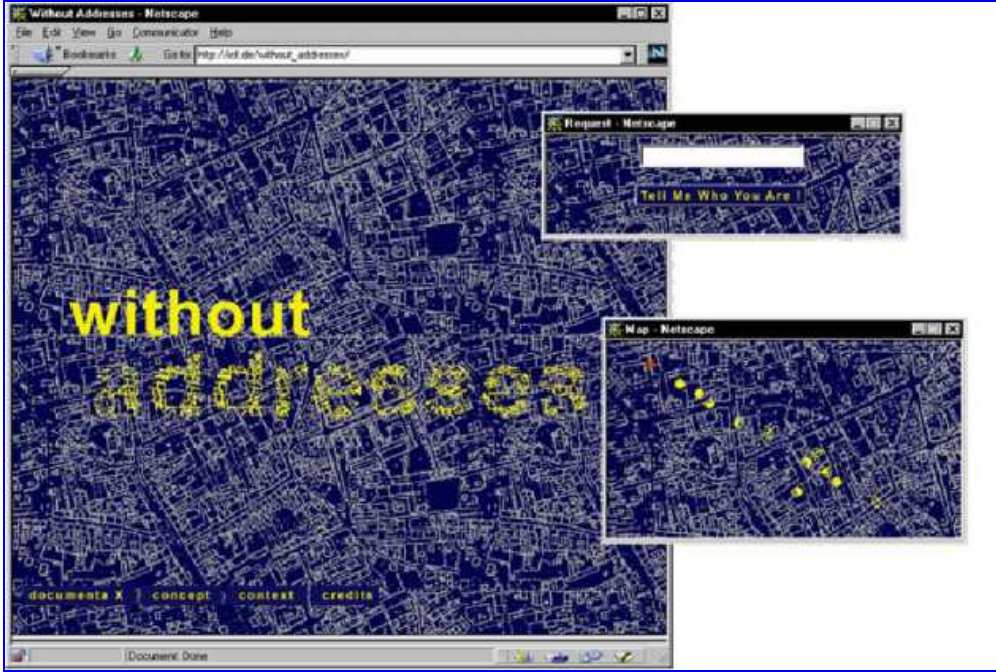 Without Addresses - Netscape
File Edit View Go Communicator Help
Bookmarks Go to: http://iol.de/without_addresses/
without
addresses
documenta X | concept | context | credits
Document: Done
Request - Netscape
Tell Me Who You Are !
Map - Netscape